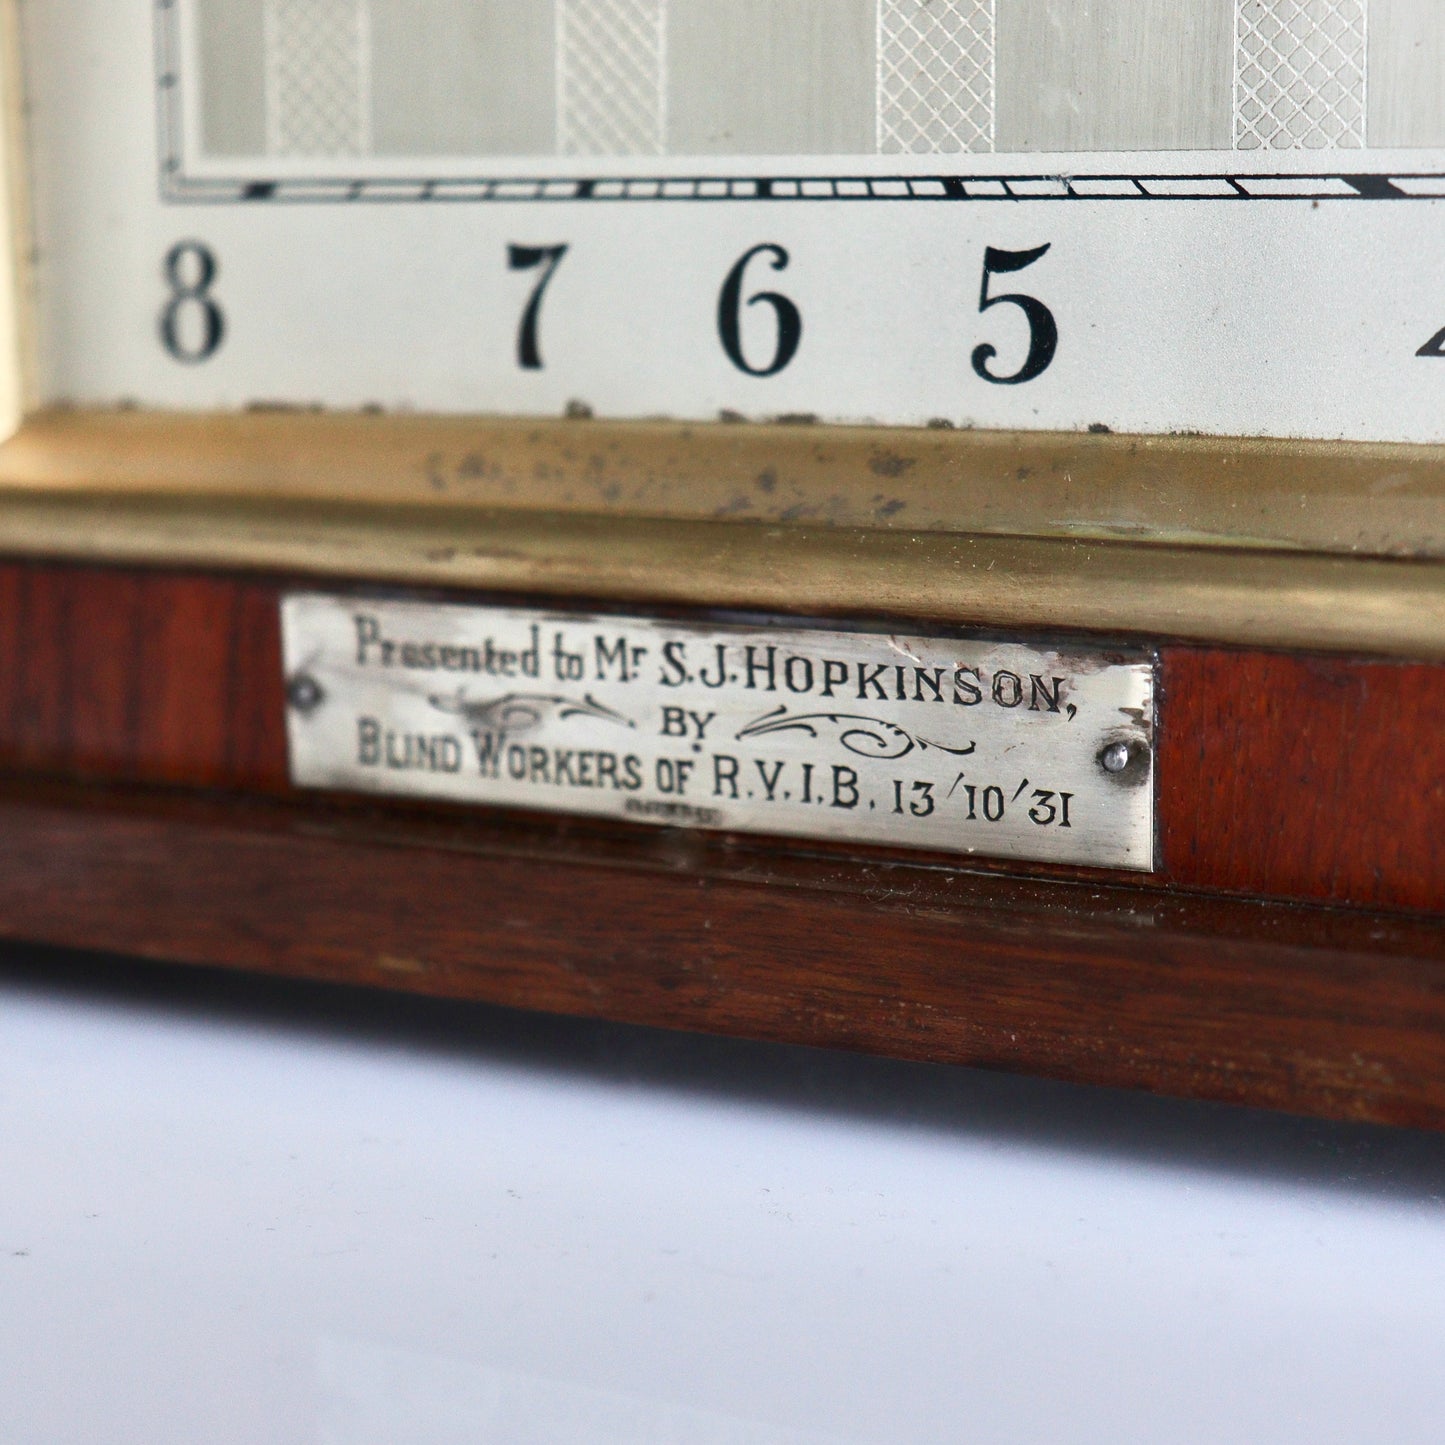 8 7 6 5
Presented to Mr S.J. HOPKINSON,
BY
BLIND WORKERS OF R.V.I.B. 13/10/31